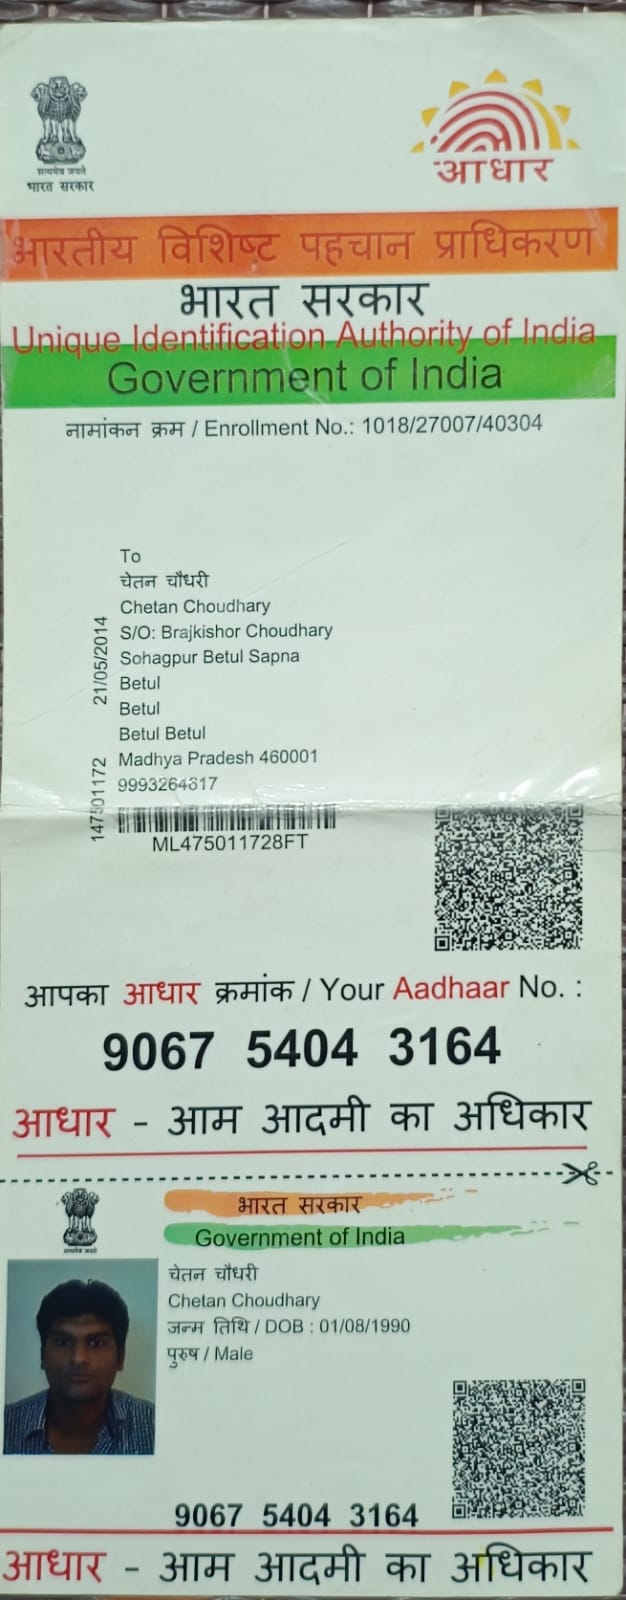 सत्यमेव जयते
भारत सरकार
आधार
भारतीय विशिष्ट पहचान प्राधिकरण
भारत सरकार
Unique Identification Authority of India
Government of India
नामांकन क्रम / Enrollment No.: 1018/27007/40304
To
चेतन चौधरी
Chetan Choudhary
S/O: Brajkishor Choudhary
Sohagpur Betul Sapna
Betul
Betul
Betul Betul
Madhya Pradesh 460001
21/05/2014
ML475011728FT
आपका आधार क्रमांक / Your Aadhaar No. :
9067 5404 3164
आधार - आम आदमी का अधिकार
भारत सरकार
Government of India
चेतन चौधरी
Chetan Choudhary
जन्म तिथि / DOB : 01/08/1990
पुरुष / Male
9067 5404 3164
आधार - आम आदमी का अधिकार